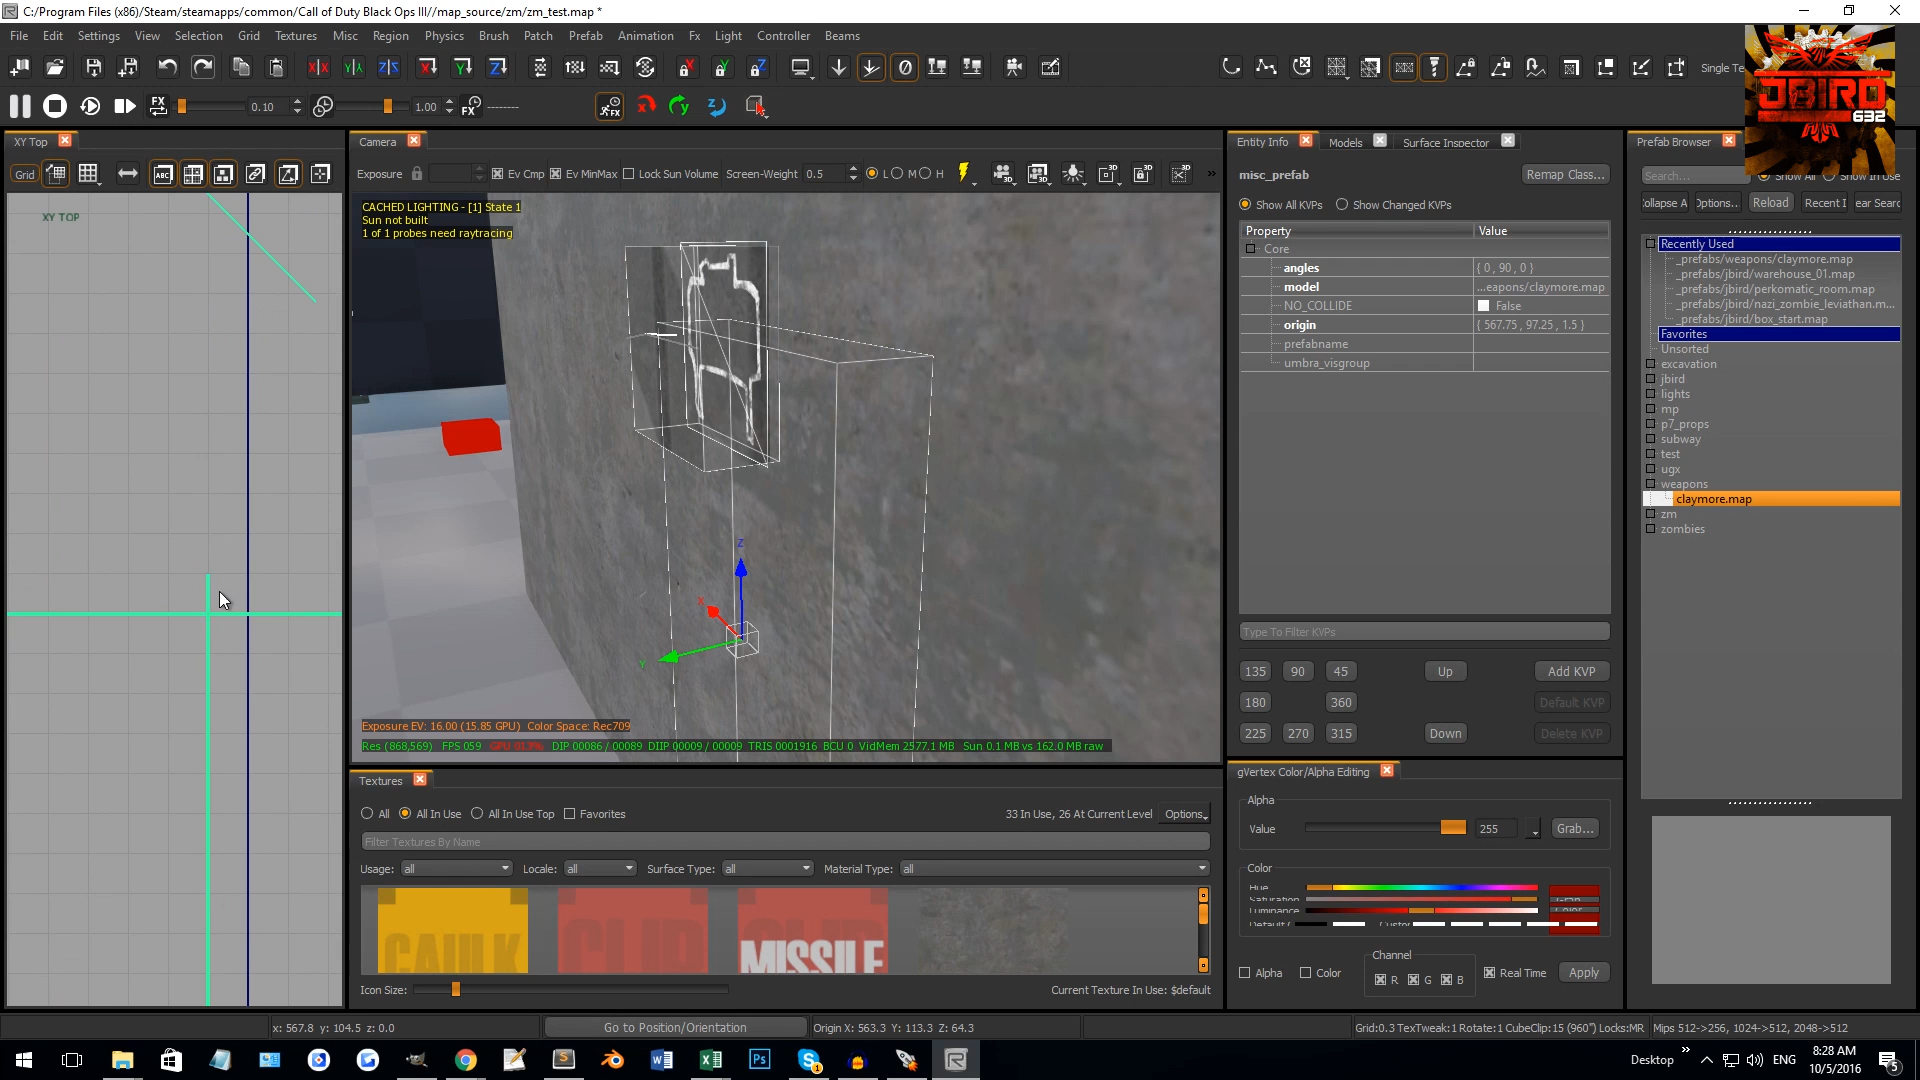 C:/Program Files (x86)/Steam/steamapps/common/Call of Duty Black Ops III//map_source/zm/zm_test.map *
File Edit Settings View Selection Grid Textures Misc Region Physics Brush Patch Prefab Animation Fx Light Controller Beams
Single Te
JBIRD
632
FX 0.10 1.00 FX --------
XY Top
Camera
Entity Info Models Surface Inspector
Prefab Browser
Grid ABC
Exposure Ev Cmp Ev MinMax Lock Sun Volume Screen-Weight 0.5 L M H
misc_prefab Remap Class...
Search... Show All Show In Use
Show All KVPs Show Changed KVPs
Collapse A Options.. Reload Recent I ear Searc
XY TOP
CACHED LIGHTING - [1] State 1
Sun not built
1 of 1 probes need raytracing
Property Value
Core
angles { 0 , 90 , 0 }
model ...eapons/claymore.map
NO_COLLIDE False
origin { 567.75 , 97.25 , 1.5 }
prefabname
umbra_visgroup
Recently Used
_prefabs/weapons/claymore.map
_prefabs/jbird/warehouse_01.map
_prefabs/jbird/perkomatic_room.map
_prefabs/jbird/nazi_zombie_leviathan.m...
_prefabs/jbird/box_start.map
Favorites
Unsorted
excavation
jbird
lights
mp
p7_props
subway
test
ugx
weapons
claymore.map
zm
zombies
Z
X
Y
Exposure EV: 16.00 (15.85 GPU) Color Space: Rec709
Res (868,569) FPS 059 GPU 013% DIP 00086 / 00089 DIIP 00009 / 00009 TRIS 0001916 BCU 0 VidMem 2577.1 MB Sun 0.1 MB vs 162.0 MB raw
Type To Filter KVPs
135 90 45 Up Add KVP
180 360 Default KVP
225 270 315 Down Delete KVP
Textures
All All In Use All In Use Top Favorites 33 In Use, 26 At Current Level Options
Filter Textures By Name
Usage: all Locale: all Surface Type: all Material Type: all
CAULK
CLIP
MISSILE
Icon Size: Current Texture In Use: $default
gVertex Color/Alpha Editing
Alpha
Value 255 Grab...
Color
Hue
Saturation
Luminance
Channel
Alpha Color R G B Real Time Apply
x: 567.8 y: 104.5 z: 0.0 Go to Position/Orientation Origin X: 563.3 Y: 113.3 Z: 64.3 Grid:0.3 TexTweak:1 Rotate:1 CubeClip:15 (960") Locks:MR Mips 512->256, 1024->512, 2048->512
Desktop ENG 8:28 AM
10/5/2016